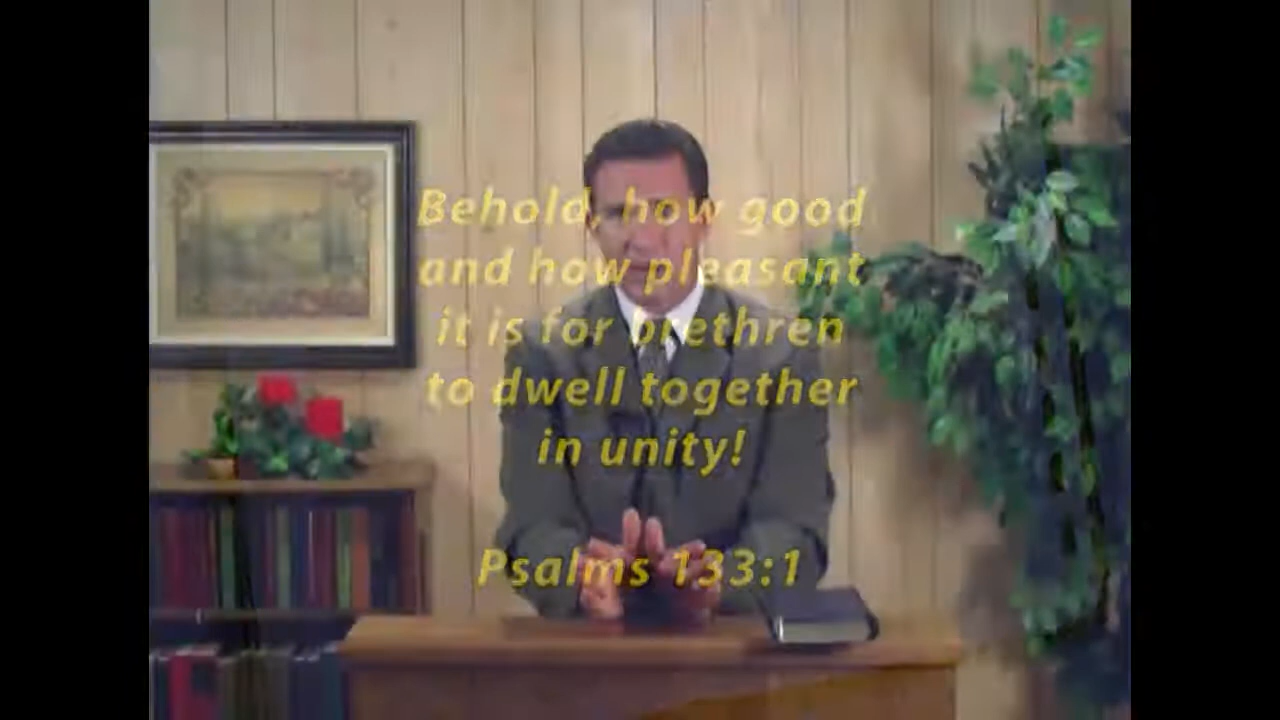 Behold, how good
and how pleasant
it is for brethren
to dwell together
in unity!
Psalms 133:1